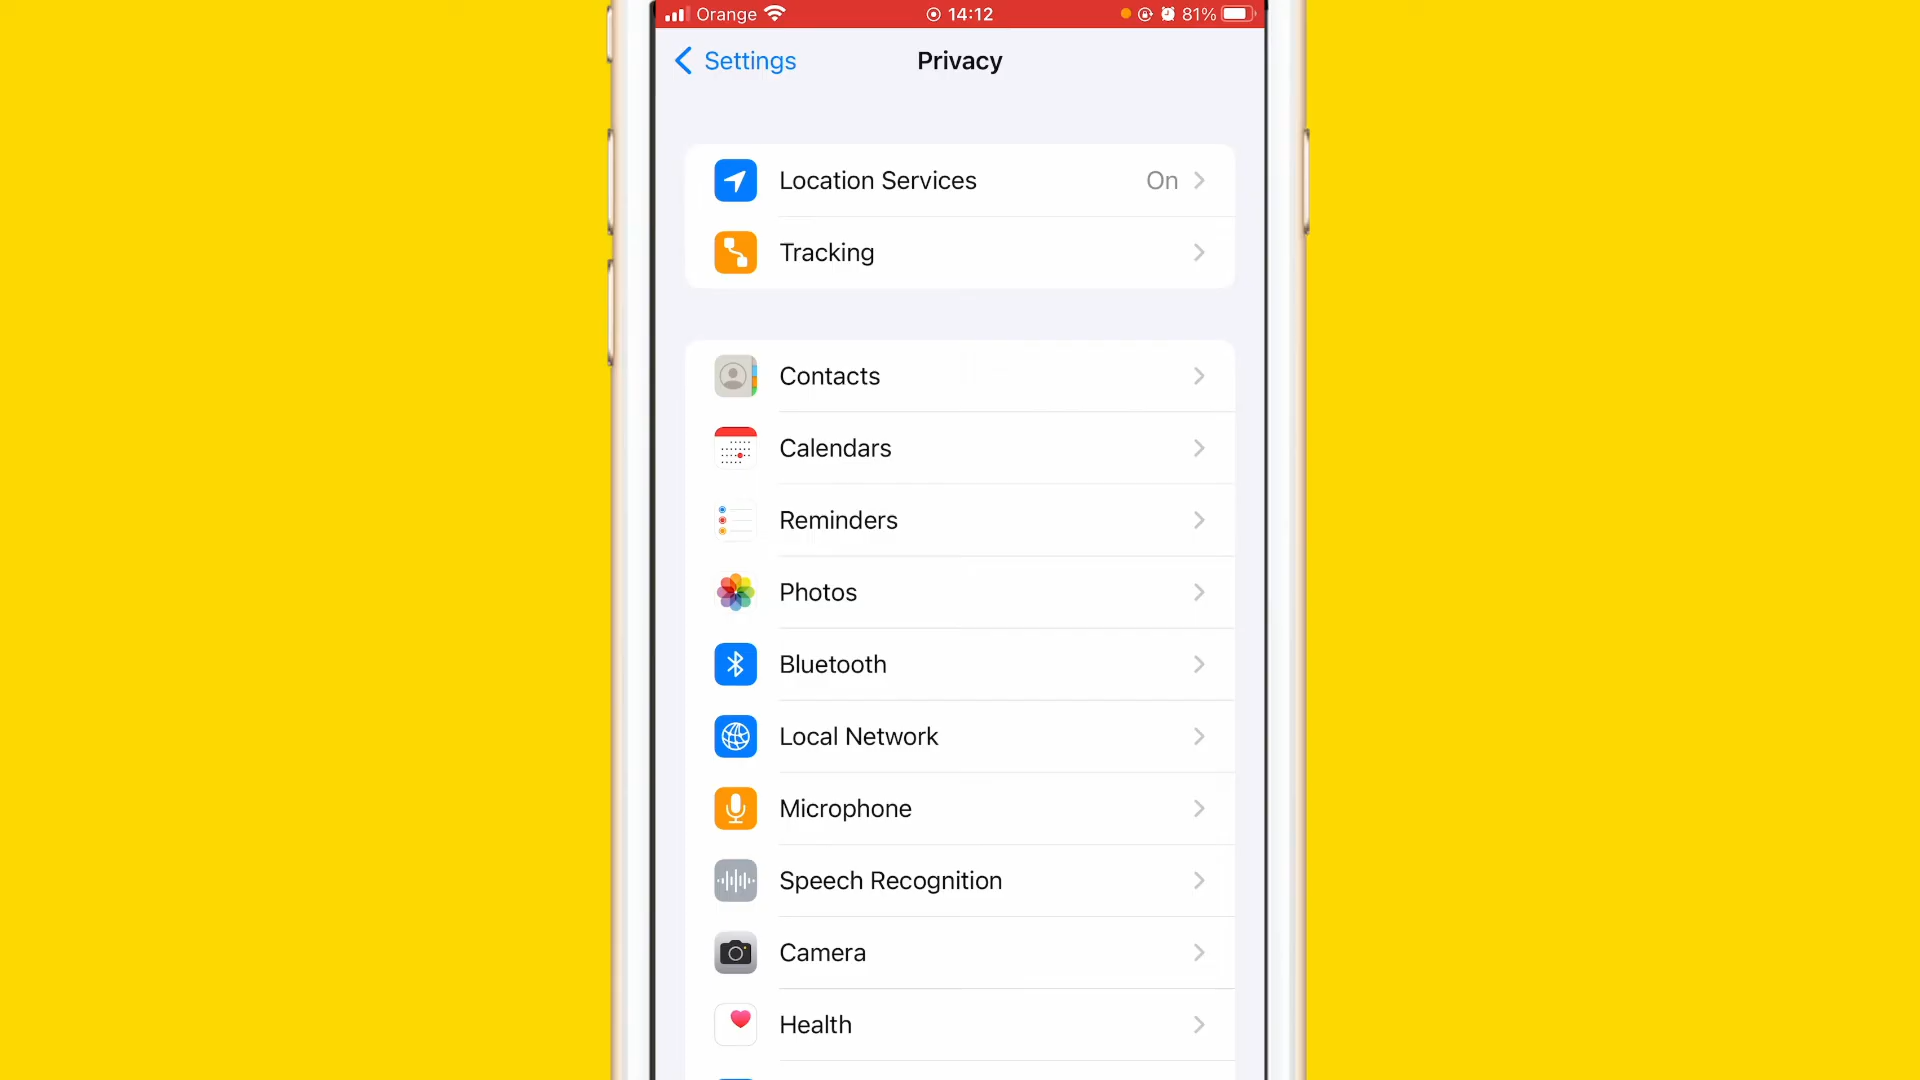 Orange 14:12 81%
Settings Privacy
Location Services On
Tracking
Contacts
Calendars
Reminders
Photos
Bluetooth
Local Network
Microphone
Speech Recognition
Camera
Health